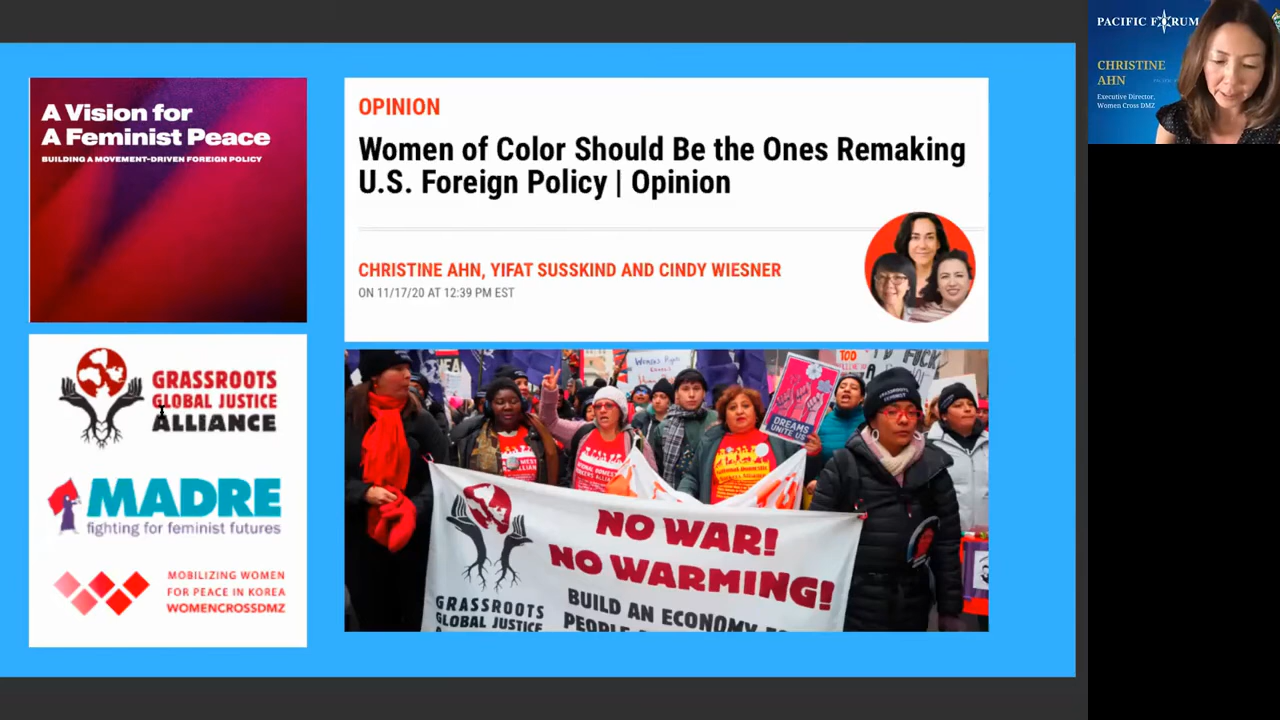 A Vision for
A Feminist Peace
BUILDING A MOVEMENT-DRIVEN FOREIGN POLICY
GRASSROOTS
GLOBAL JUSTICE
ALLIANCE
MADRE
fighting for feminist futures
MOBILIZING WOMEN
FOR PEACE IN KOREA
WOMENCROSSDMZ
OPINION
Women of Color Should Be the Ones Remaking
U.S. Foreign Policy | Opinion
CHRISTINE AHN, YIFAT SUSSKIND AND CINDY WIESNER
ON 11/17/20 AT 12:39 PM EST
Women's Rights
TOO
DREAMS
UNITE US
NO WAR!
NO WARMING!
BUILD AN ECONOMY
GRASSROOTS
GLOBAL JUSTICE
PACIFIC FORUM
CHRISTINE
AHN
Executive Director,
Women Cross DMZ